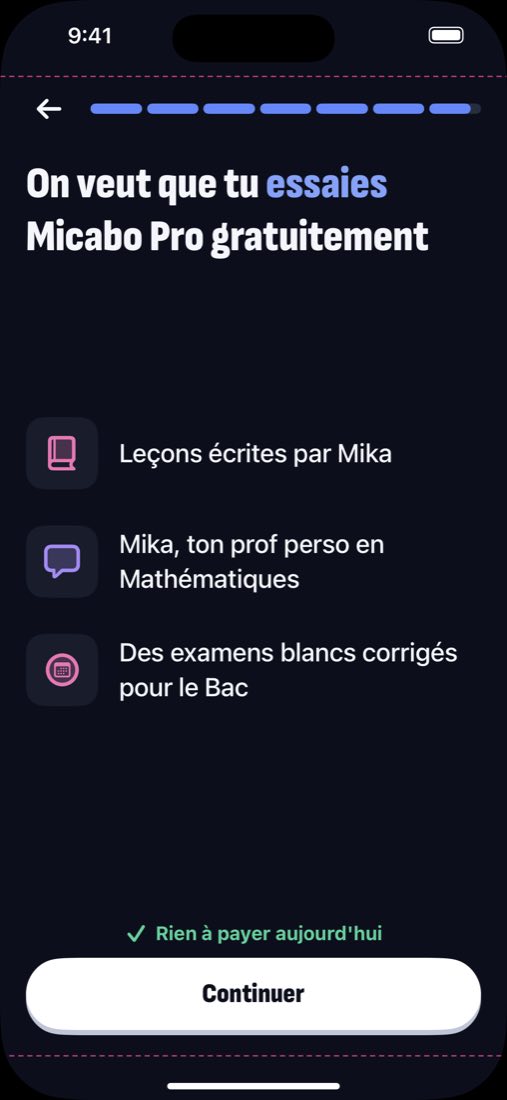 9:41
On veut que tu essaies
Micabo Pro gratuitement
Leçons écrites par Mika
Mika, ton prof perso en
Mathématiques
Des examens blancs corrigés
pour le Bac
Rien à payer aujourd'hui
Continuer